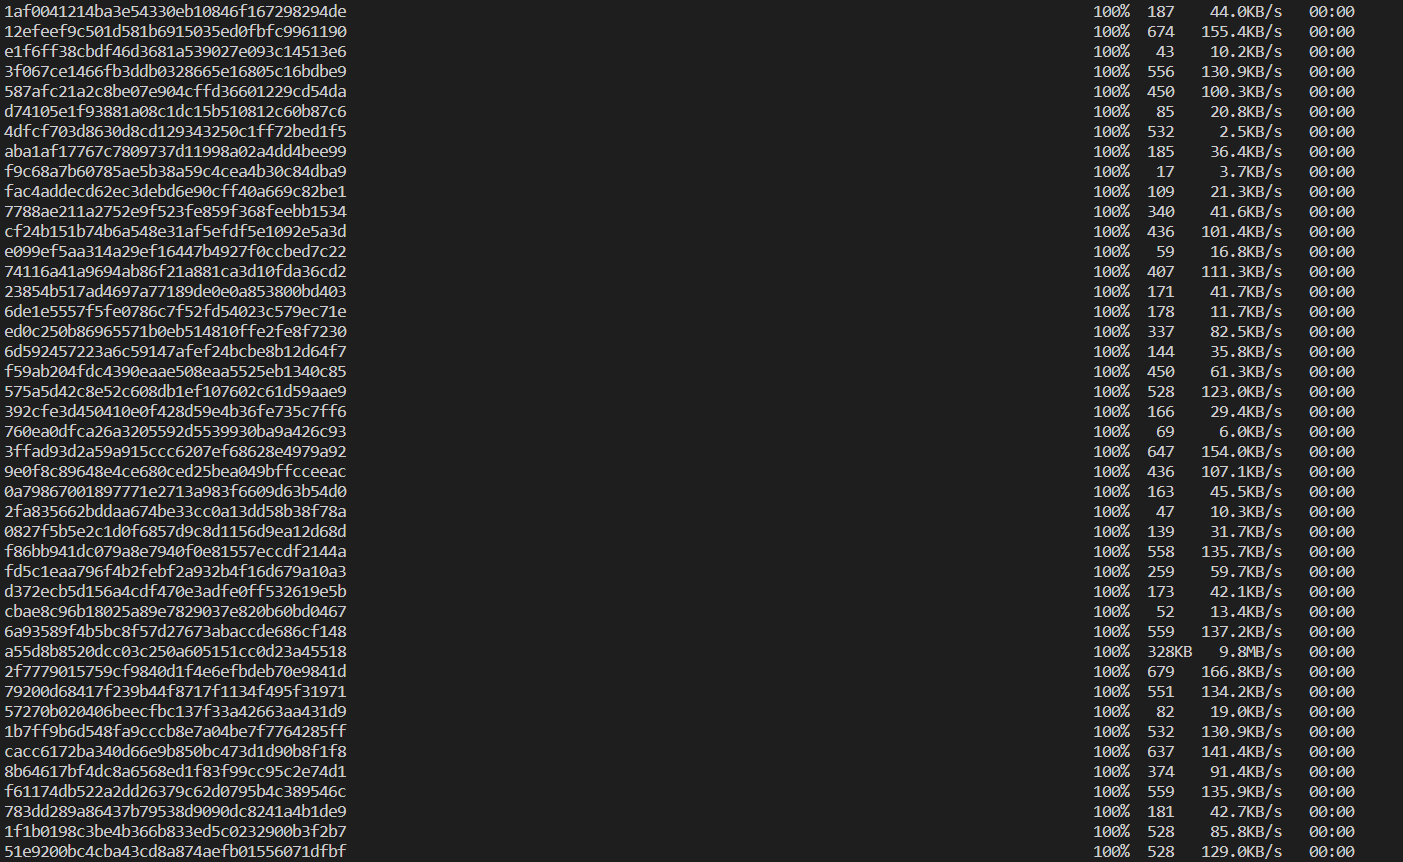 1af0041214ba3e54330eb10846f167298294de 100% 187 44.0KB/s 00:00
12efeef9c501d581b6915035ed0fbfc9961190 100% 674 155.4KB/s 00:00
e1f6ff38cbdf46d3681a539027e093c14513e6 100% 43 10.2KB/s 00:00
3f067ce1466fb3ddb0328665e16805c16bdbe9 100% 556 130.9KB/s 00:00
587afc21a2c8be07e904cffd36601229cd54da 100% 450 100.3KB/s 00:00
d74105e1f93881a08c1dc15b510812c60b87c6 100% 85 20.8KB/s 00:00
4dfcf703d8630d8cd129343250c1ff72bed1f5 100% 532 2.5KB/s 00:00
aba1af17767c7809737d11998a02a4dd4bee99 100% 185 36.4KB/s 00:00
f9c68a7b60785ae5b38a59c4cea4b30c84dba9 100% 17 3.7KB/s 00:00
fac4addecd62ec3debd6e90cff40a669c82be1 100% 109 21.3KB/s 00:00
7788ae211a2752e9f523fe859f368feebb1534 100% 340 41.6KB/s 00:00
cf24b151b74b6a548e31af5efdf5e1092e5a3d 100% 436 101.4KB/s 00:00
e099ef5aa314a29ef16447b4927f0ccbed7c22 100% 59 16.8KB/s 00:00
74116a41a9694ab86f21a881ca3d10fda36cd2 100% 407 111.3KB/s 00:00
23854b517ad4697a77189de0e0a853800bd403 100% 171 41.7KB/s 00:00
6de1e5557f5fe0786c7f52fd54023c579ec71e 100% 178 11.7KB/s 00:00
ed0c250b86965571b0eb514810ffe2fe8f7230 100% 337 82.5KB/s 00:00
6d592457223a6c59147afef24bcbe8b12d64f7 100% 144 35.8KB/s 00:00
f59ab204fdc4390eaae508eaa5525eb1340c85 100% 450 61.3KB/s 00:00
575a5d42c8e52c608db1ef107602c61d59aae9 100% 528 123.0KB/s 00:00
392cfe3d450410e0f428d59e4b36fe735c7ff6 100% 166 29.4KB/s 00:00
760ea0dfca26a3205592d5539930ba9a426c93 100% 69 6.0KB/s 00:00
3ffad93d2a59a915ccc6207ef68628e4979a92 100% 647 154.0KB/s 00:00
9e0f8c89648e4ce680ced25bea049bffcceeac 100% 436 107.1KB/s 00:00
0a79867001897771e2713a983f6609d63b54d0 100% 163 45.5KB/s 00:00
2fa835662bddaa674be33cc0a13dd58b38f78a 100% 47 10.3KB/s 00:00
0827f5b5e2c1d0f6857d9c8d1156d9ea12d68d 100% 139 31.7KB/s 00:00
f86bb941dc079a8e7940f0e81557eccdf2144a 100% 558 135.7KB/s 00:00
fd5c1eaa796f4b2febf2a932b4f16d679a10a3 100% 259 59.7KB/s 00:00
d372ecb5d156a4cdf470e3adfe0ff532619e5b 100% 173 42.1KB/s 00:00
cbae8c96b18025a89e7829037e820b60bd0467 100% 52 13.4KB/s 00:00
6a93589f4b5bc8f57d27673abaccde686cf148 100% 559 137.2KB/s 00:00
a55d8b8520dcc03c250a605151cc0d23a45518 100% 328KB 9.8MB/s 00:00
2f7779015759cf9840d1f4e6efbdeb70e9841d 100% 679 166.8KB/s 00:00
79200d68417f239b44f8717f1134f495f31971 100% 551 134.2KB/s 00:00
57270b020406beecfbc137f33a42663aa431d9 100% 82 19.0KB/s 00:00
1b7ff9b6d548fa9cccb8e7a04be7f7764285ff 100% 532 130.9KB/s 00:00
cacc6172ba340d66e9b850bc473d1d90b8f1f8 100% 637 141.4KB/s 00:00
8b64617bf4dc8a6568ed1f83f99cc95c2e74d1 100% 374 91.4KB/s 00:00
f61174db522a2dd26379c62d0795b4c389546c 100% 559 135.9KB/s 00:00
783dd289a86437b79538d9090dc8241a4b1de9 100% 181 42.7KB/s 00:00
1f1b0198c3be4b366b833ed5c0232900b3f2b7 100% 528 85.8KB/s 00:00
51e9200bc4cba43cd8a874aefb01556071dfbf 100% 528 129.0KB/s 00:00